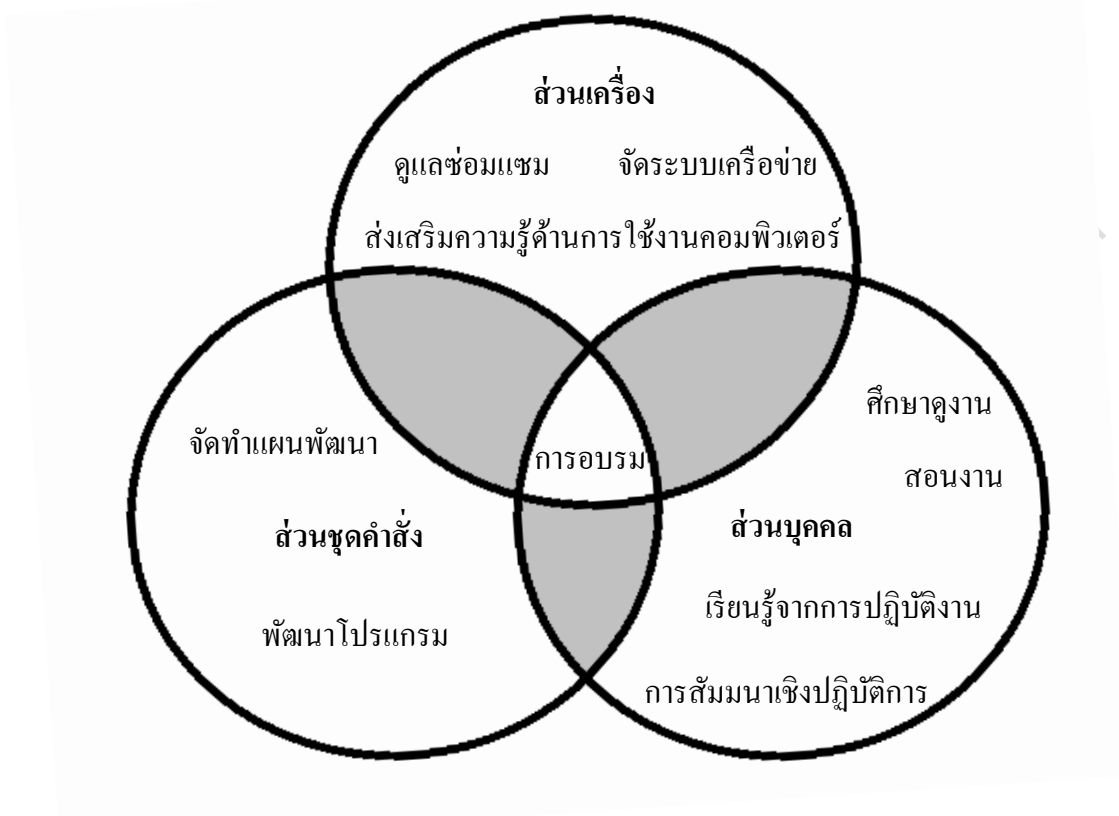 ส่วนเครื่อง
ดูแลซ่อมแซม จัดระบบเครือข่าย
ส่งเสริมความรู้ด้านการใช้งานคอมพิวเตอร์
ศึกษาดูงาน
จัดทำแผนพัฒนา
การอบรม
สอนงาน
ส่วนชุดคำสั่ง
ส่วนบุคคล
เรียนรู้จากการปฏิบัติงาน
พัฒนาโปรแกรม
การสัมมนาเชิงปฏิบัติการ